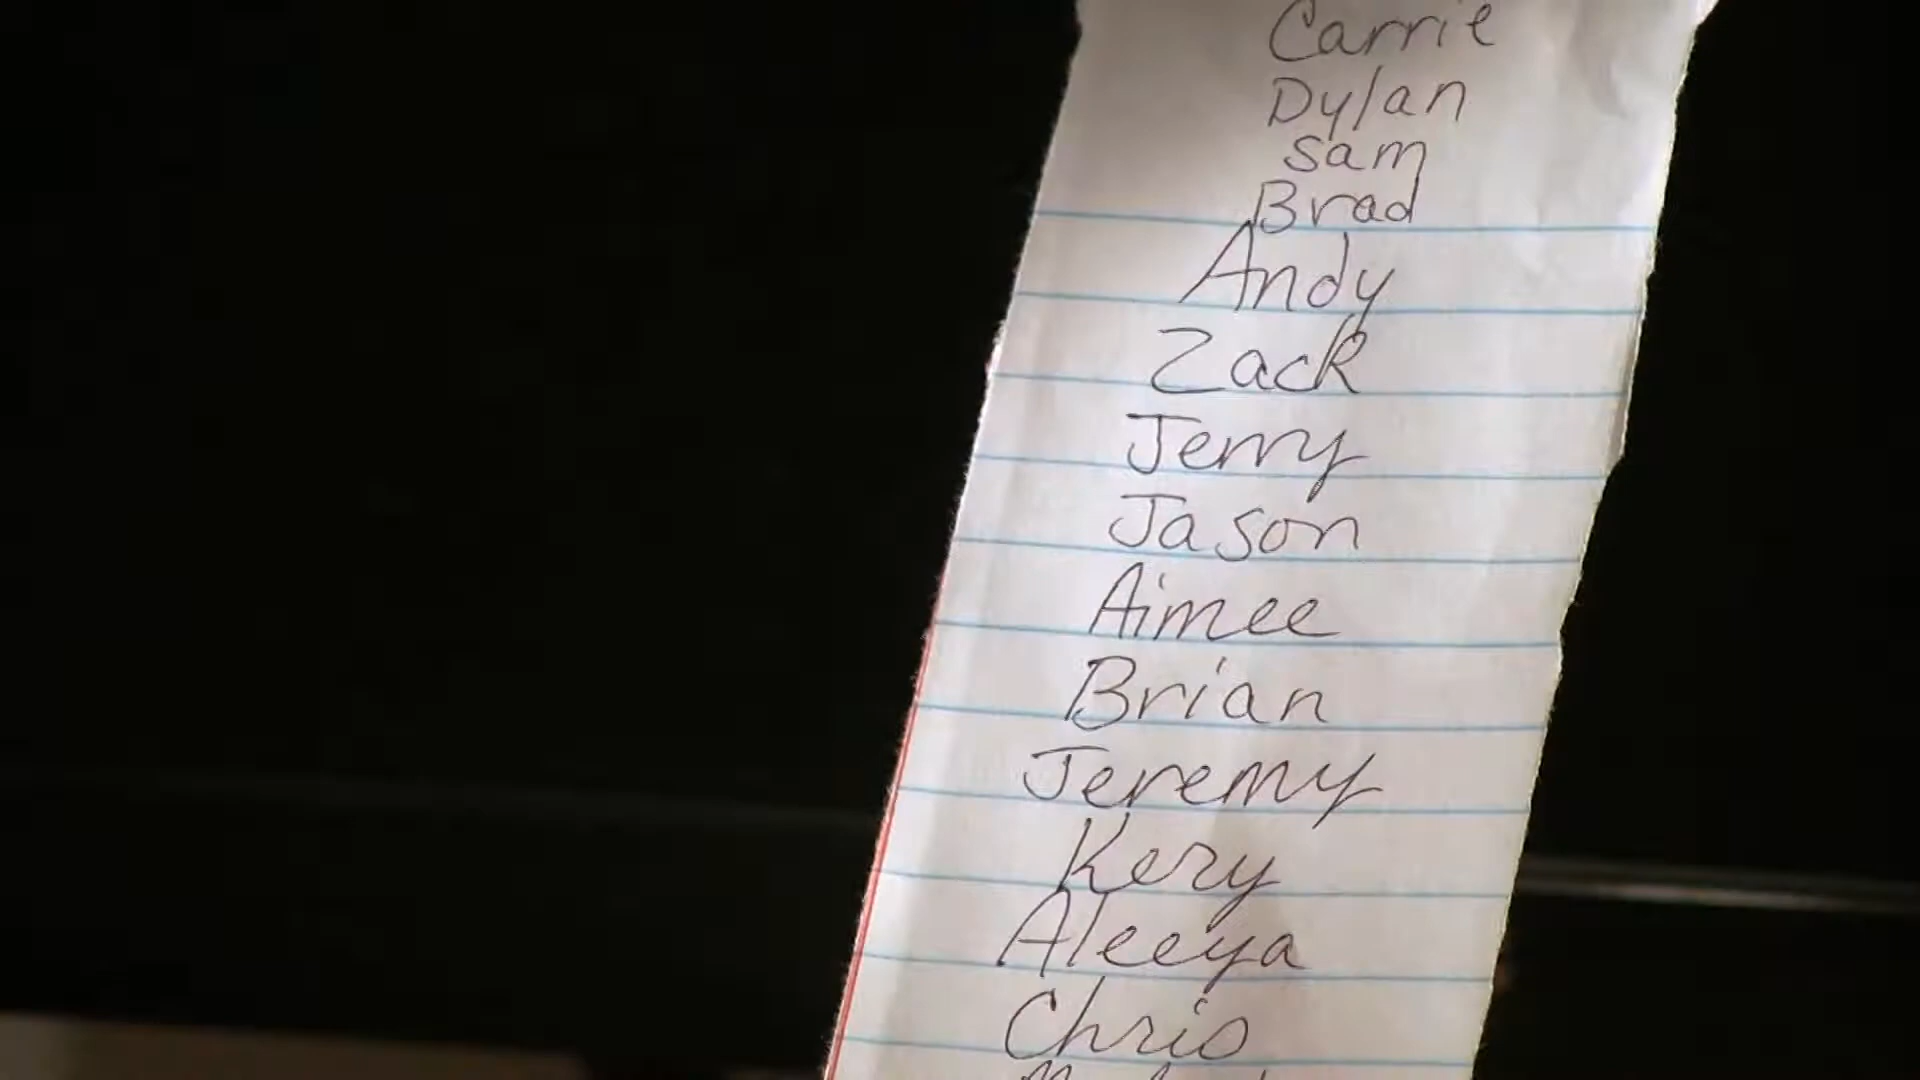 Carrie
Dylan
Sam
Brad
Andy
Zack
Jerry
Jason
Aimee
Brian
Jeremy
Kery
Aleeya
Chris